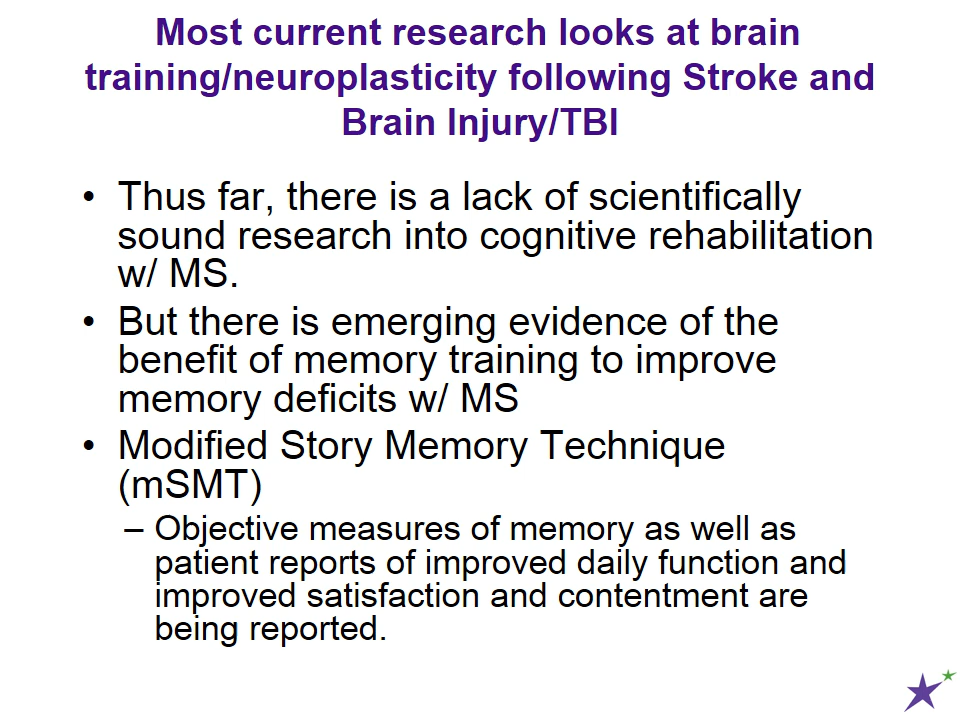 Most current research looks at brain
training/neuroplasticity following Stroke and
Brain Injury/TBI
• Thus far, there is a lack of scientifically
sound research into cognitive rehabilitation
w/ MS.
• But there is emerging evidence of the
benefit of memory training to improve
memory deficits w/ MS
• Modified Story Memory Technique
(mSMT)
– Objective measures of memory as well as
patient reports of improved daily function and
improved satisfaction and contentment are
being reported.